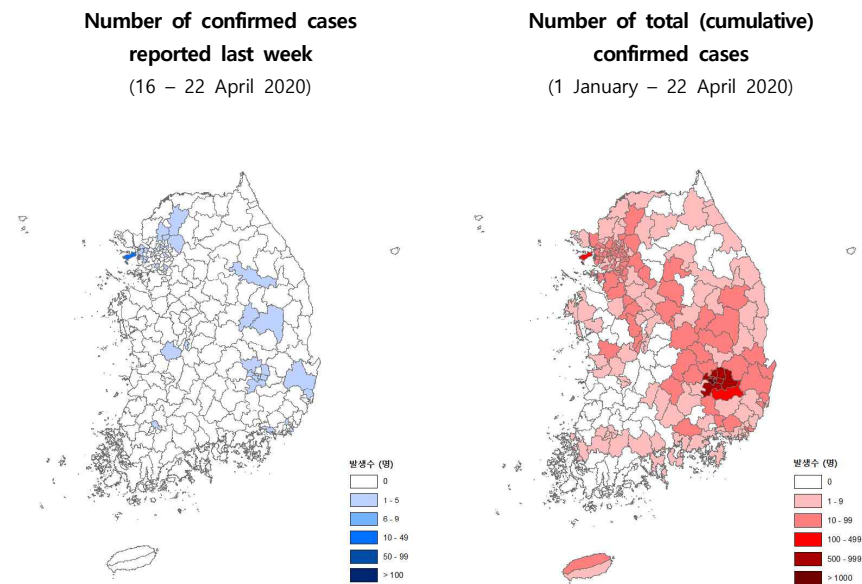 Number of confirmed cases
reported last week
(16 – 22 April 2020)
Number of total (cumulative)
confirmed cases
(1 January – 22 April 2020)
발생수 (명)
0
1 - 5
6 - 9
10 - 49
50 - 99
> 100
발생수 (명)
0
1 - 9
10 - 99
100 - 499
500 - 999
> 1000